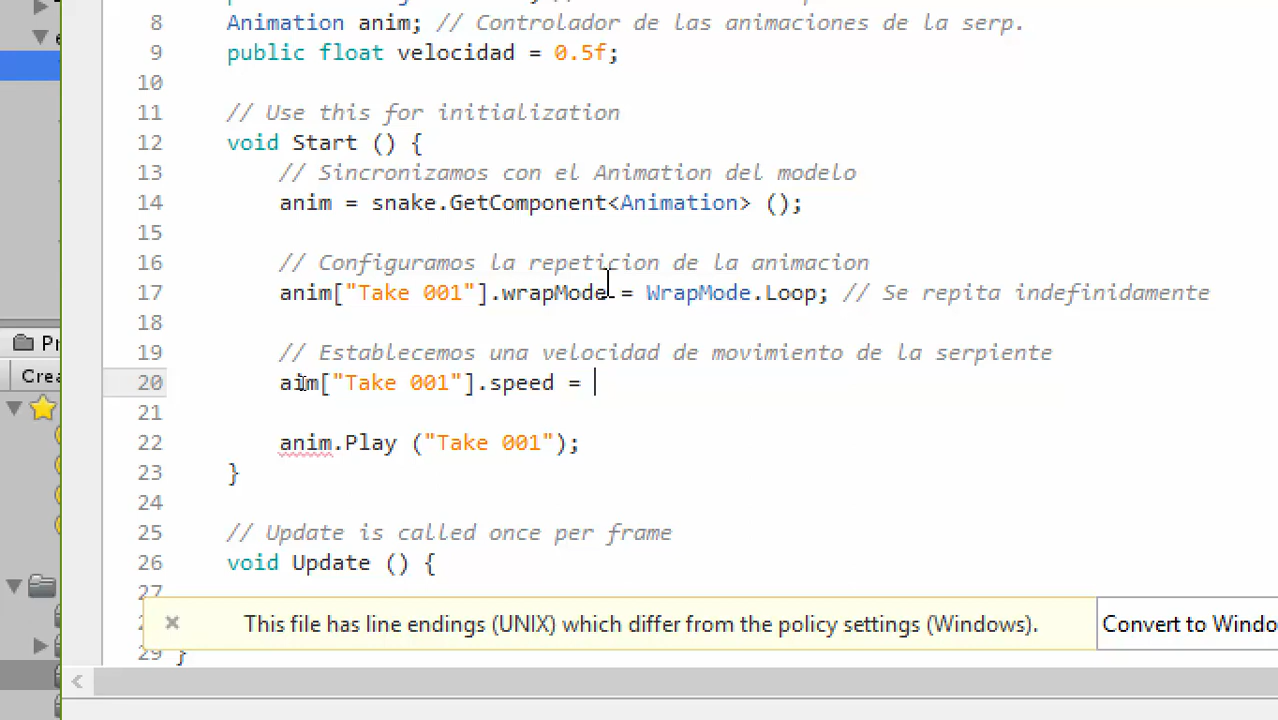 8 Animation anim; // Controlador de las animaciones de la serp.
9 public float velocidad = 0.5f;
10
11 // Use this for initialization
12 void Start () {
13 // Sincronizamos con el Animation del modelo
14 anim = snake.GetComponent<Animation> ();
15
16 // Configuramos la repeticion de la animacion
17 anim["Take 001"].wrapMode = WrapMode.Loop; // Se repita indefinidamente
18
19 // Establecemos una velocidad de movimiento de la serpiente
20 aim["Take 001"].speed =
21
22 anim.Play ("Take 001");
23 }
24
25 // Update is called once per frame
26 void Update () {
27
This file has line endings (UNIX) which differ from the policy settings (Windows). Convert to Windo
29 }
Pr
Crea